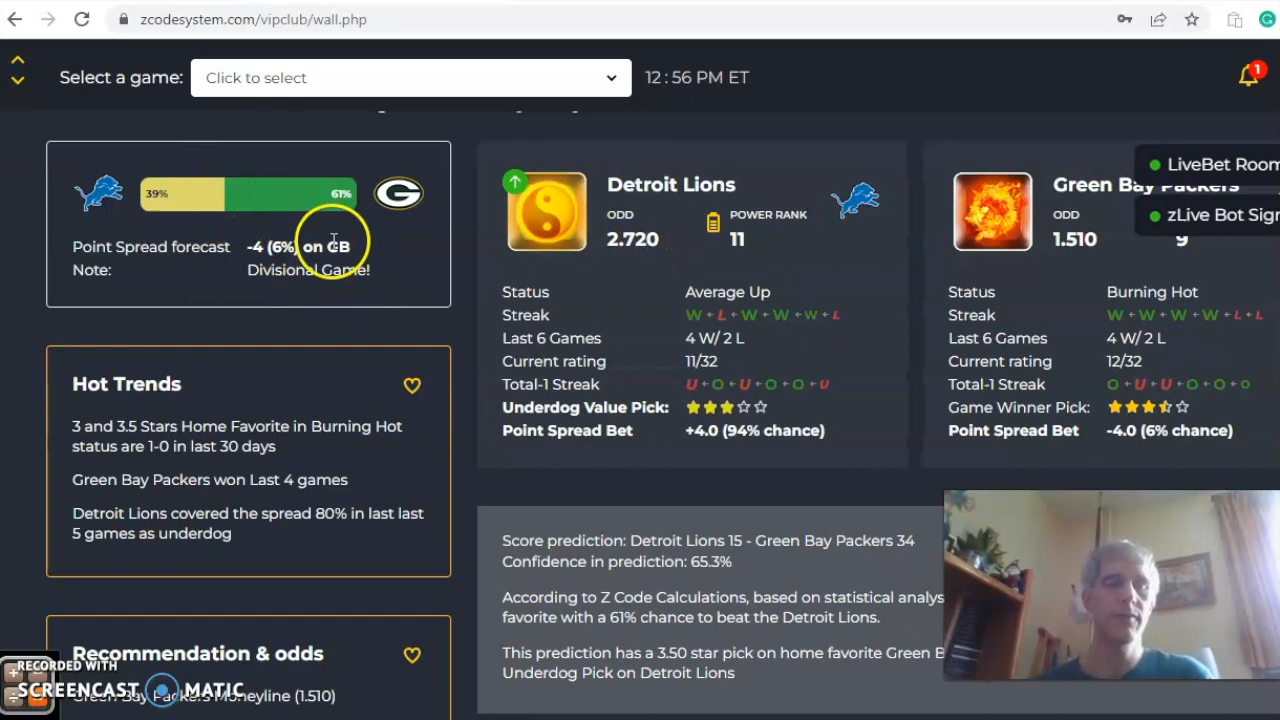 zcodesystem.com/vipclub/wall.php
Select a game:
Click to select
12:56 PM ET
1
39%
61%
G
Point Spread forecast
-4 (6%) on GB
Note:
Divisional Game!
Hot Trends
3 and 3.5 Stars Home Favorite in Burning Hot
status are 1-0 in last 30 days
Green Bay Packers won Last 4 games
Detroit Lions covered the spread 80% in last last
5 games as underdog
Recommendation & odds
Green Bay Packers Moneyline (1.510)
Detroit Lions
ODD
2.720
POWER RANK
11
Status
Average Up
Streak
W L W W W L
Last 6 Games
4 W/ 2 L
Current rating
11/32
Total-1 Streak
U O U O O U
Underdog Value Pick:
Point Spread Bet
+4.0 (94% chance)
Green Bay Packers
ODD
1.510
9
Status
Burning Hot
Streak
W W W W L L
Last 6 Games
4 W/ 2 L
Current rating
12/32
Total-1 Streak
O U U O O O
Game Winner Pick:
Point Spread Bet
-4.0 (6% chance)
LiveBet Room
zLive Bot Sig
Score prediction: Detroit Lions 15 - Green Bay Packers 34
Confidence in prediction: 65.3%
According to Z Code Calculations, based on statistical analys
favorite with a 61% chance to beat the Detroit Lions.
This prediction has a 3.50 star pick on home favorite Green B
Underdog Pick on Detroit Lions
RECORDED WITH
SCREENCAST MATIC